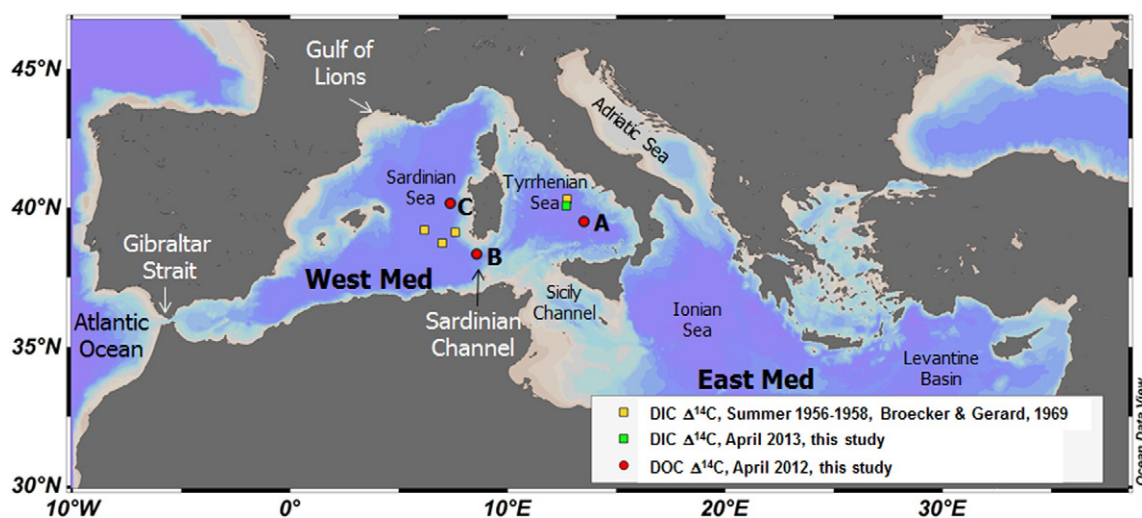 45°N
40°N
35°N
30°N
10°W
0°
10°E
20°E
30°E
Gulf of
Lions
Adriatic Sea
Sardinian
Sea
Tyrrhenian
Sea
C
A
B
Gibraltar
Strait
West Med
Sicily
Channel
Ionian
Sea
Atlantic
Ocean
Sardinian
Channel
Levantine
Basin
East Med
DIC Δ¹⁴C, Summer 1956-1958, Broecker & Gerard, 1969
DIC Δ¹⁴C, April 2013, this study
DOC Δ¹⁴C, April 2012, this study
Ocean Data View